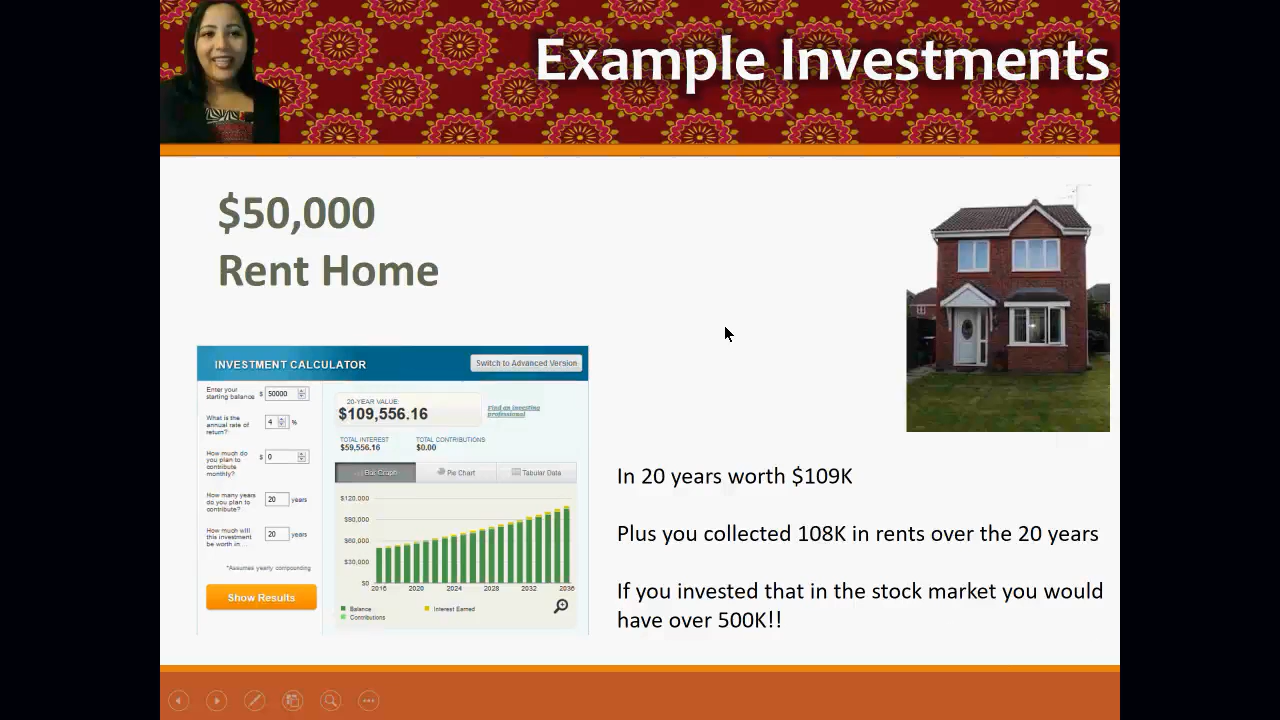 Example Investments
$50,000
Rent Home
INVESTMENT CALCULATOR
Switch to Advanced Version
Enter your
starting balance
$ 50000
What is the
annual rate of
return?
4 %
How much do
you plan to
contribute
monthly?
$ 0
How many years
do you plan to
contribute?
20 years
How much will
this investment
be worth in...
20 years
*Assumes yearly compounding
Show Results
20-YEAR VALUE:
$109,556.16
Find an investing
professional
TOTAL INTEREST
$59,556.16
TOTAL CONTRIBUTIONS
$0.00
Bar Graph
Pie Chart
Tabular Data
$120,000
$90,000
$60,000
$30,000
$0
2016 2020 2024 2028 2032 2036
Balance
Interest Earned
Contributions
In 20 years worth $109K
Plus you collected 108K in rents over the 20 years
If you invested that in the stock market you would
have over 500K!!